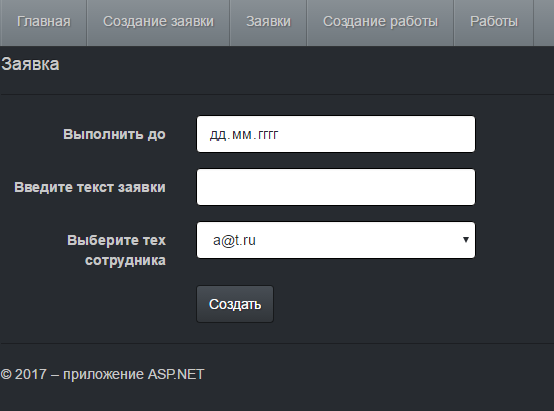 Главная Создание заявки Заявки Создание работы Работы
Заявка
Выполнить до дд.мм.гггг
Введите текст заявки
Выберите тех a@t.ru
сотрудника
Создать
© 2017 – приложение ASP.NET